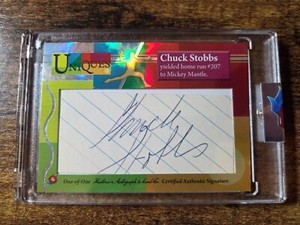 UNIQUES
Chuck Stobbs
yielded home run #207
to Mickey Mantle.
Chuck
Stobbs
One of One
Certified Authentic Signature